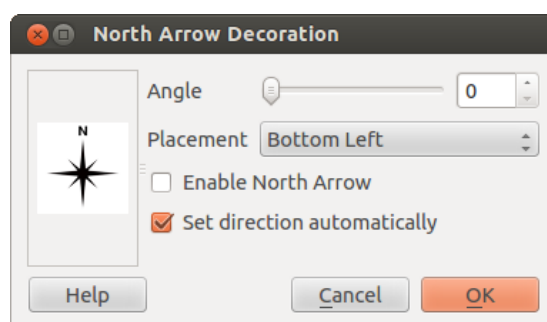 North Arrow Decoration
Angle 0
N
Placement Bottom Left
Enable North Arrow
Set direction automatically
Help Cancel OK